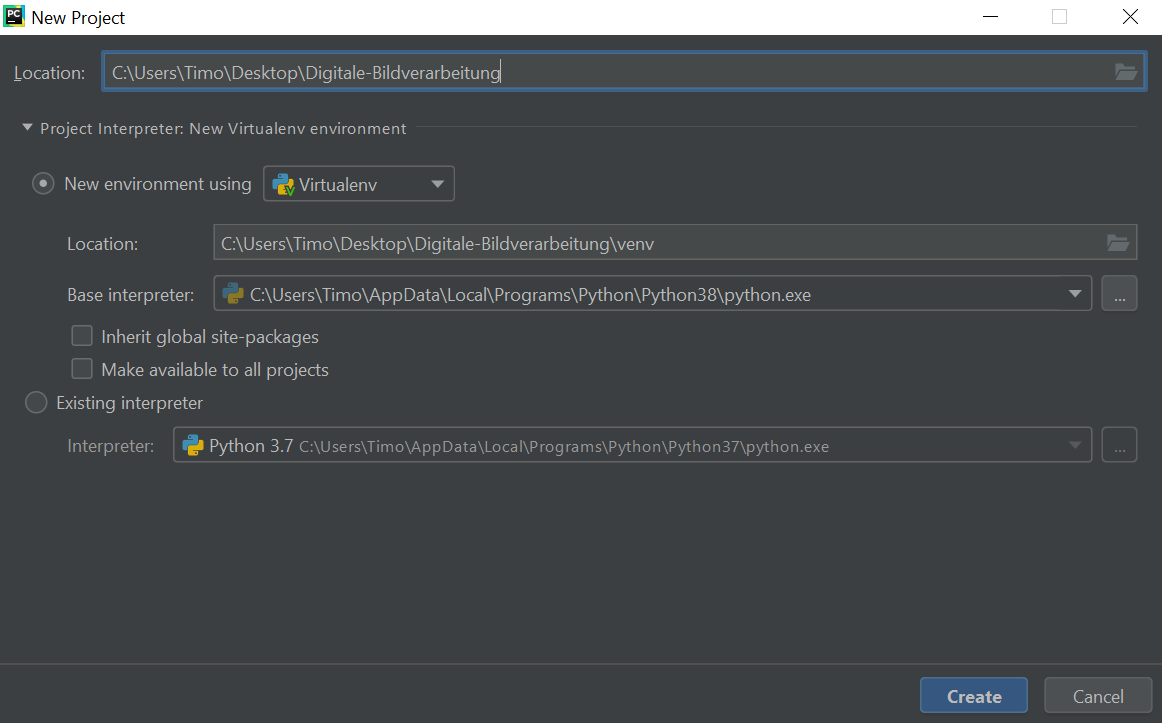 PC New Project
Location: C:\Users\Timo\Desktop\Digitale-Bildverarbeitung
Project Interpreter: New Virtualenv environment
New environment using V Virtualenv
Location: C:\Users\Timo\Desktop\Digitale-Bildverarbeitung\venv
Base interpreter: C:\Users\Timo\AppData\Local\Programs\Python\Python38\python.exe ...
Inherit global site-packages
Make available to all projects
Existing interpreter
Interpreter: Python 3.7 C:\Users\Timo\AppData\Local\Programs\Python\Python37\python.exe ...
Create Cancel